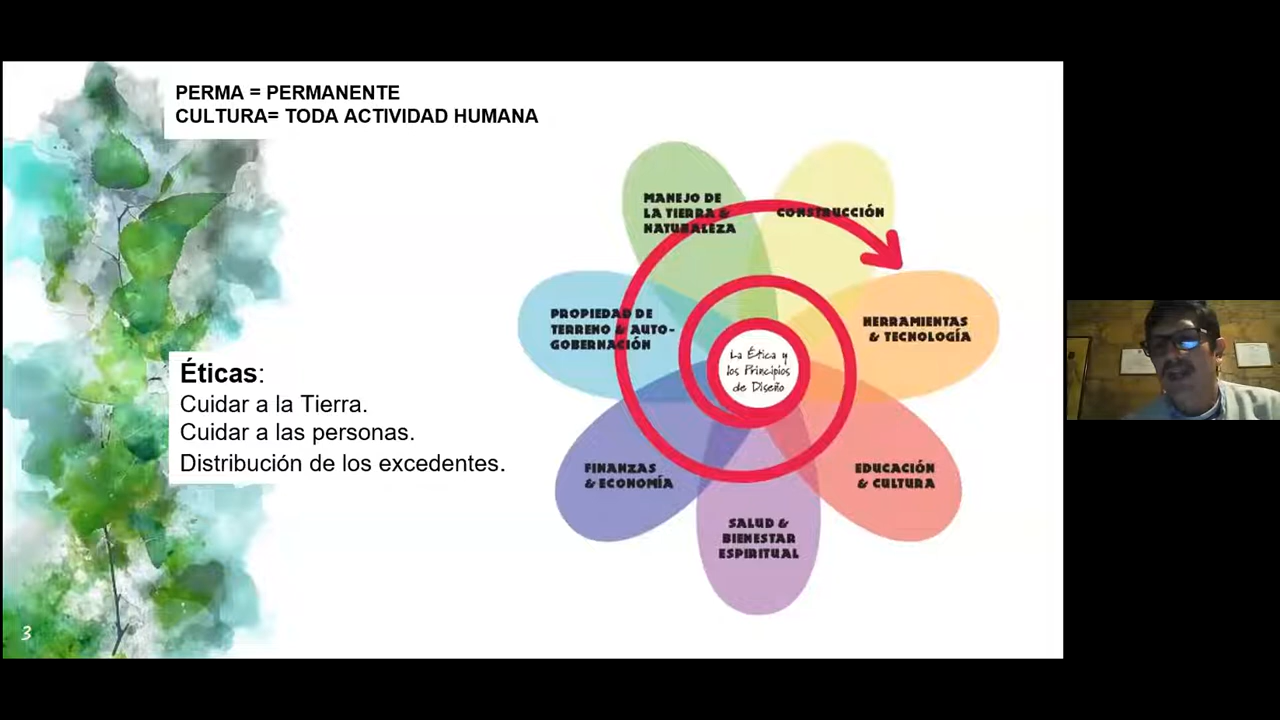 PERMA = PERMANENTE
CULTURA= TODA ACTIVIDAD HUMANA
MANEJO DE
LA TIERRA &
NATURALEZA
CONSTRUCCIÓN
PROPIEDAD DE
TERRENO & AUTO-
GOBERNACIÓN
HERRAMIENTAS
& TECNOLOGÍA
La Ética y
los Principios
de Diseño
Éticas:
Cuidar a la Tierra.
Cuidar a las personas.
Distribución de los excedentes.
FINANZAS
& ECONOMÍA
EDUCACIÓN
& CULTURA
SALUD &
BIENESTAR
ESPIRITUAL
3